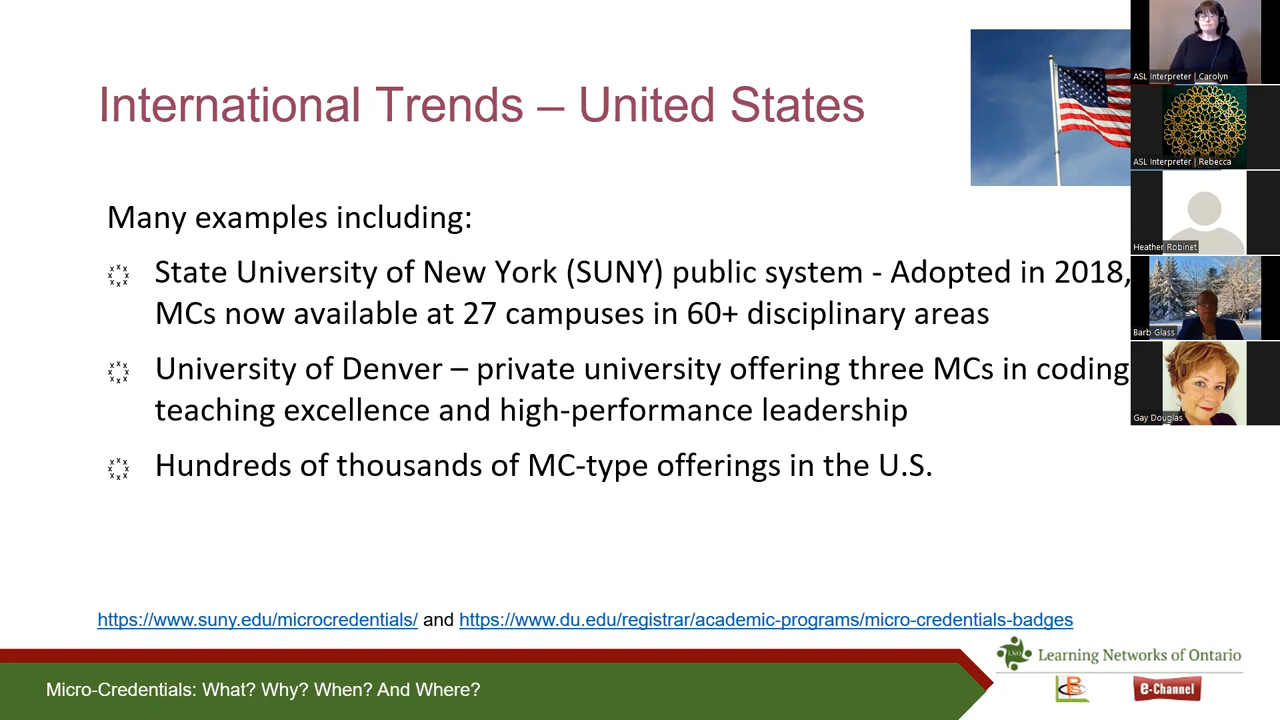 International Trends – United States
Many examples including:
State University of New York (SUNY) public system - Adopted in 2018,
MCs now available at 27 campuses in 60+ disciplinary areas
University of Denver – private university offering three MCs in coding
teaching excellence and high-performance leadership
Hundreds of thousands of MC-type offerings in the U.S.
https://www.suny.edu/microcredentials/ and https://www.du.edu/registrar/academic-programs/micro-credentials-badges
Micro-Credentials: What? Why? When? And Where?
LNO
Learning Networks of Ontario
LBC
e-Channel
ASL Interpreter | Carolyn
ASL Interpreter | Rebecca
Heather Robinet
Barb Glass
Gay Douglas